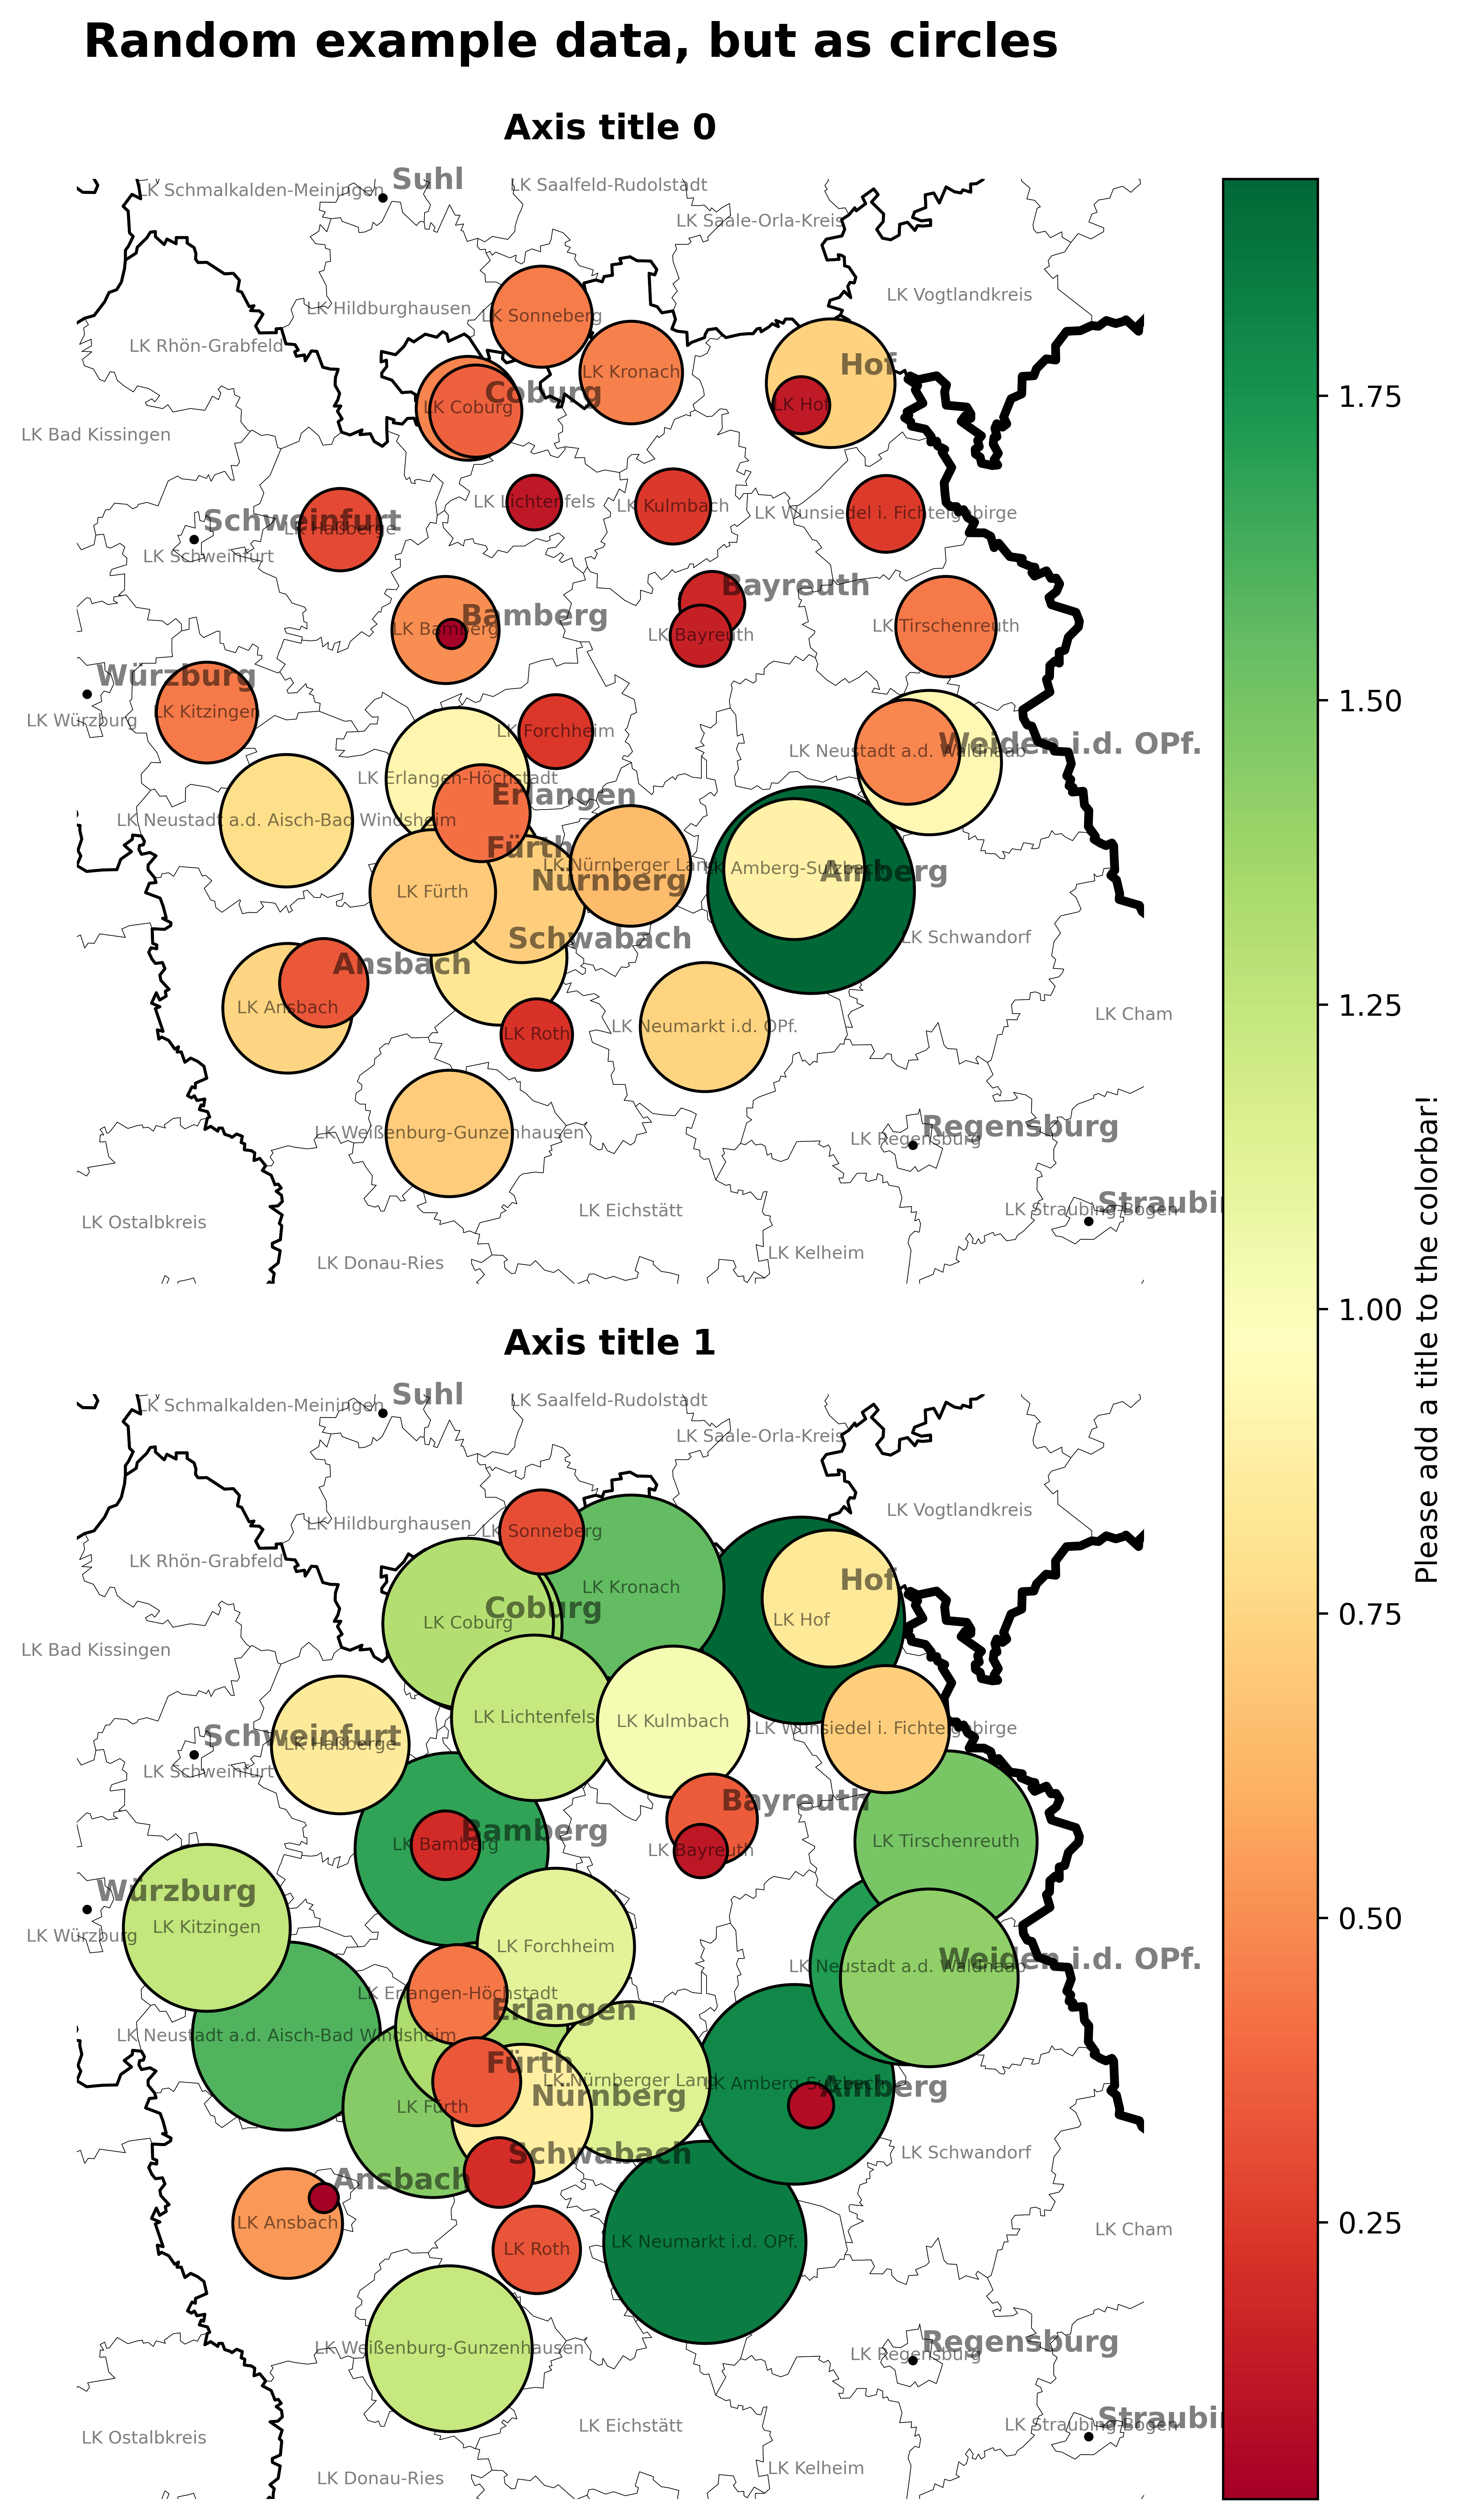 Random example data, but as circles
Axis title 0
Suhl
LK Schmalkalden-Meiningen
LK Saalfeld-Rudolstadt
LK Saale-Orla-Kreis
LK Vogtlandkreis
LK Hildburghausen
LK Sonneberg
LK Rhön-Grabfeld
Hof
LK Kronach
Coburg
LK Coburg
LK Hof
LK Bad Kissingen
LK Lichtenfels
LK Kulmbach
LK Wunsiedel i. Fichtelgebirge
Schweinfurt
LK Haßberge
LK Schweinfurt
Bayreuth
Bamberg
LK Bamberg
LK Bayreuth
LK Tirschenreuth
Würzburg
LK Kitzingen
LK Würzburg
LK Forchheim
Weiden i.d. OPf.
LK Neustadt a.d. Waldnaab
LK Erlangen-Höchstadt
Erlangen
LK Neustadt a.d. Aisch-Bad Windsheim
Fürth
LK Nürnberger Land
LK Amberg-Sulzbach
Amberg
Nürnberg
LK Fürth
Schwabach
LK Schwandorf
Ansbach
LK Ansbach
LK Cham
LK Neumarkt i.d. OPf.
LK Roth
Regensburg
LK Weißenburg-Gunzenhausen
LK Regensburg
Straubin
LK Straubing-Bogen
LK Eichstätt
LK Ostalbkreis
LK Kelheim
LK Donau-Ries
Axis title 1
Suhl
LK Schmalkalden-Meiningen
LK Saalfeld-Rudolstadt
LK Saale-Orla-Kreis
LK Vogtlandkreis
LK Hildburghausen
LK Sonneberg
LK Rhön-Grabfeld
Hof
LK Kronach
Coburg
LK Coburg
LK Hof
LK Bad Kissingen
LK Lichtenfels
LK Kulmbach
LK Wunsiedel i. Fichtelgebirge
Schweinfurt
LK Haßberge
LK Schweinfurt
Bayreuth
Bamberg
LK Bamberg
LK Bayreuth
LK Tirschenreuth
Würzburg
LK Kitzingen
LK Würzburg
LK Forchheim
Weiden i.d. OPf.
LK Neustadt a.d. Waldnaab
LK Erlangen-Höchstadt
Erlangen
LK Neustadt a.d. Aisch-Bad Windsheim
Fürth
LK Nürnberger Land
LK Amberg-Sulzbach
Amberg
Nürnberg
LK Fürth
Schwabach
LK Schwandorf
Ansbach
LK Ansbach
LK Cham
LK Neumarkt i.d. OPf.
LK Roth
Regensburg
LK Weißenburg-Gunzenhausen
LK Regensburg
Straubin
LK Straubing-Bogen
LK Eichstätt
LK Ostalbkreis
LK Kelheim
LK Donau-Ries
1.75
1.50
1.25
1.00
0.75
0.50
0.25
Please add a title to the colorbar!